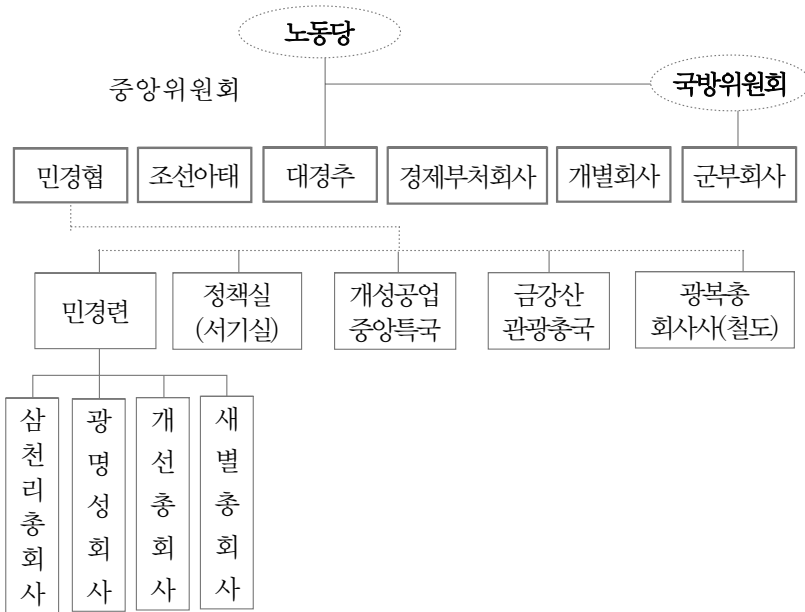 노동당
중앙위원회
국방위원회
민경협
조선아태
대경추
경제부처회사
개별회사
군부회사
민경련
정책실
(서기실)
개성공업
중앙특국
금강산
관광총국
광복총
회사사(철도)
삼천리총회사
광명성회사
개선총회사
새별총회사